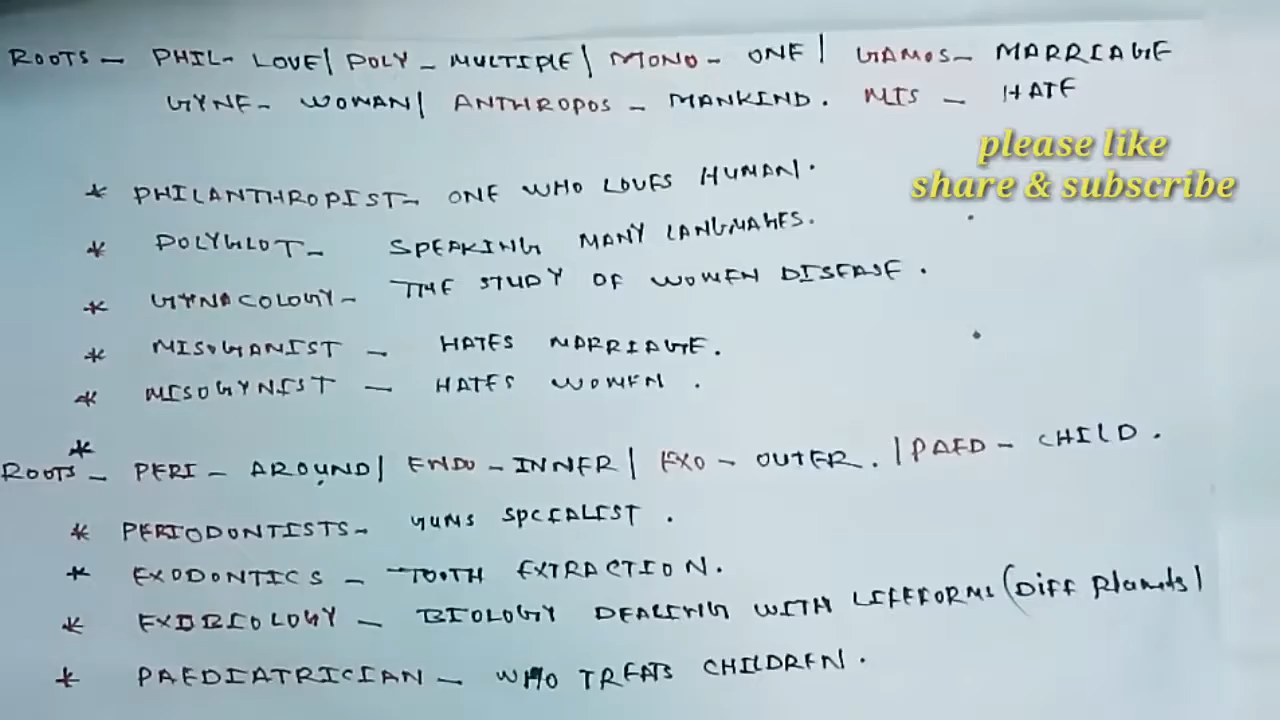 ROOTS - PHIL- LOVE/ POLY - MULTIPLE/ MONO - ONE/ GAMOS- MARRIAGE
GYNE- WOMAN/ ANTHROPOS - MANKIND. MIS - HATE
please like
share & subscribe
* PHILANTHROPIST- ONE WHO LOVES HUMAN.
* POLYGLOT- SPEAKING MANY LANGUAGES.
* GYNACOLOGY- THE STUDY OF WOMEN DISEASE.
* MISOGANIST - HATES MARRIAGE.
* MISOGYNIST - HATES WOMEN.
*
ROOTS- PERI - AROUND/ ENDO -INNER/ EXO - OUTER. /PAED - CHILD.
* PERIODONTISTS- GUMS SPCIALIST.
* EXODONTICS - TOOTH EXTRACTION.
* EXOBIOLOGY - BIOLOGY DEALING WITH LIFEFORMS (Diff Planets)
* PAEDIATRICIAN - WHO TREATS CHILDREN.